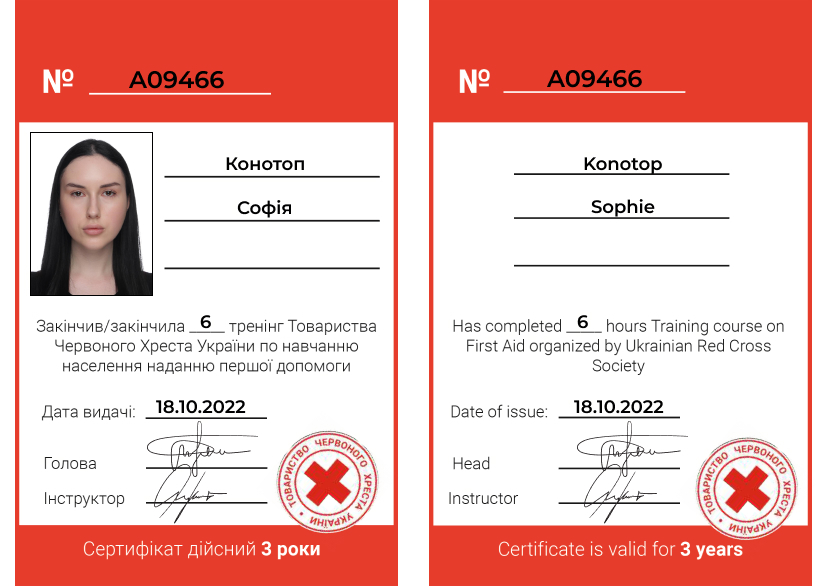 № A09466
Конотоп
Софія
Закінчив/закінчила 6 тренінг Товариства
Червоного Хреста України по навчанню
населення наданню першої допомоги
Дата видачі: 18.10.2022
Голова
Інструктор
ТОВАРИСТВО ЧЕРВОНОГО ХРЕСТА УКРАЇНИ •
Сертифікат дійсний 3 роки
№ A09466
Konotop
Sophie
Has completed 6 hours Training course on
First Aid organized by Ukrainian Red Cross
Society
Date of issue: 18.10.2022
Head
Instructor
ТОВАРИСТВО ЧЕРВОНОГО ХРЕСТА УКРАЇНИ •
Certificate is valid for 3 years